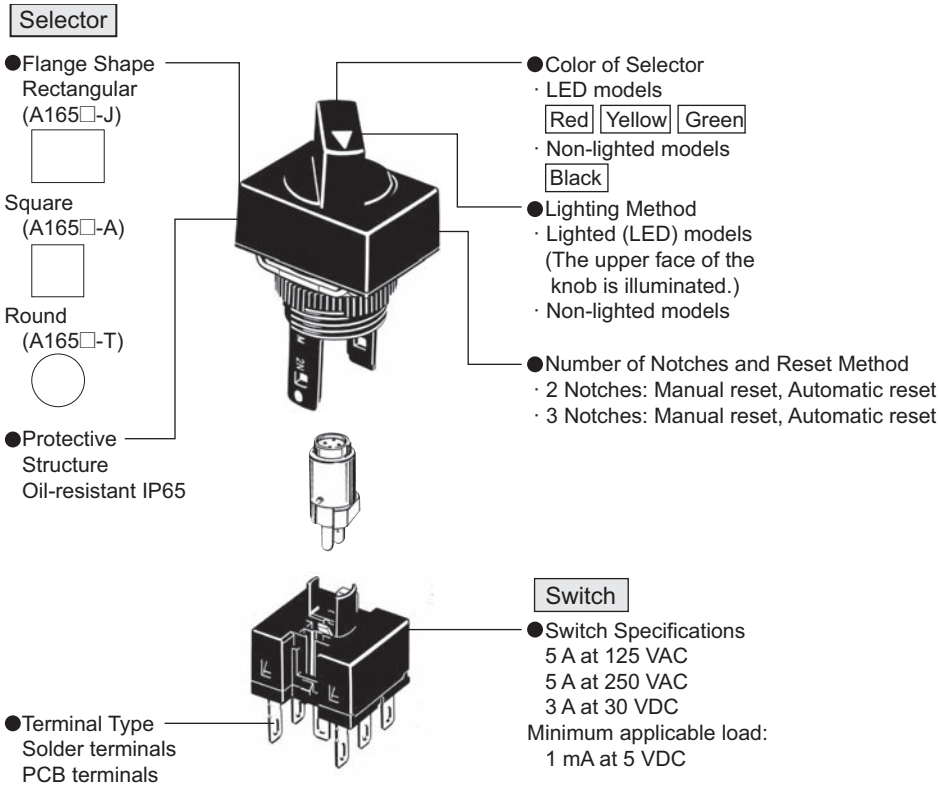 Selector
●Flange Shape
Rectangular
(A165□-J)
Square
(A165□-A)
Round
(A165□-T)
●Protective
Structure
Oil-resistant IP65
●Color of Selector
· LED models
Red Yellow Green
· Non-lighted models
Black
●Lighting Method
· Lighted (LED) models
(The upper face of the
knob is illuminated.)
· Non-lighted models
●Number of Notches and Reset Method
· 2 Notches: Manual reset, Automatic reset
· 3 Notches: Manual reset, Automatic reset
Switch
●Switch Specifications
5 A at 125 VAC
5 A at 250 VAC
3 A at 30 VDC
Minimum applicable load:
1 mA at 5 VDC
●Terminal Type
Solder terminals
PCB terminals